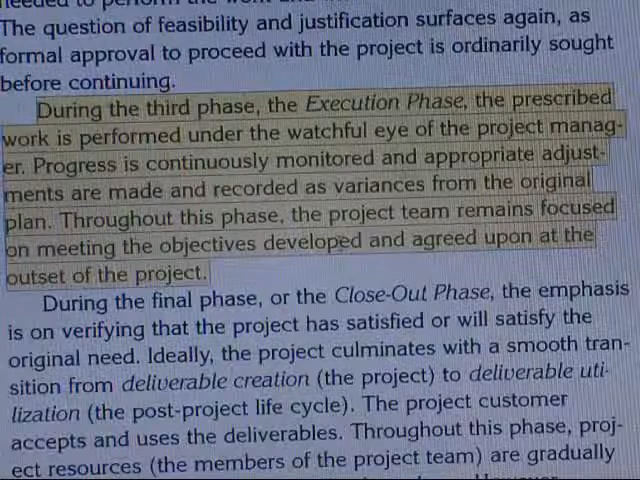 The question of feasibility and justification surfaces again, as
formal approval to proceed with the project is ordinarily sought
before continuing.
During the third phase, the Execution Phase, the prescribed
work is performed under the watchful eye of the project manag-
er. Progress is continuously monitored and appropriate adjust-
ments are made and recorded as variances from the original
plan. Throughout this phase, the project team remains focused
on meeting the objectives developed and agreed upon at the
outset of the project.
During the final phase, or the Close-Out Phase, the emphasis
is on verifying that the project has satisfied or will satisfy the
original need. Ideally, the project culminates with a smooth tran-
sition from deliverable creation (the project) to deliverable uti-
lization (the post-project life cycle). The project customer
accepts and uses the deliverables. Throughout this phase, proj-
ect resources (the members of the project team) are gradually